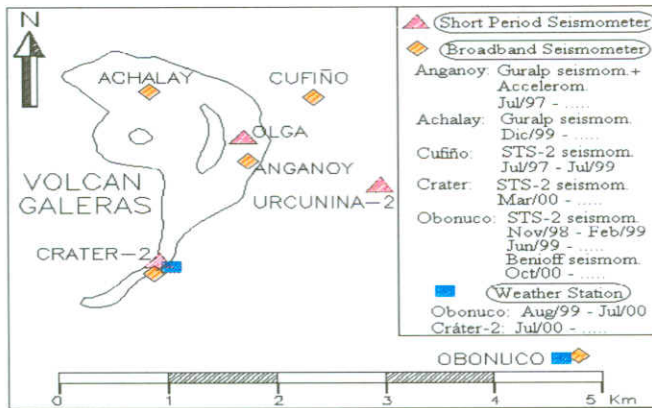 N
ACHALAY
CUFIÑO
OLGA
ANGANOY
VOLCAN
GALERAS
URCUNINA-2
CRATER-2
OBONUCO
0 1 2 3 4 5 Km
Short Period Seismometer
Broadband Seismometer
Anganoy: Guralp seismom.+
Accelerom.
Jul/97 - .....
Achalay: Guralp seismom.
Dic/99 - .....
Cufiño: STS-2 seismom.
Jul/97 - Jul/99
Crater: STS-2 seismom.
Mar/00 - .....
Obonuco: STS-2 seismom.
Nov/98 - Feb/99
Jun/99 - .....
Benioff seismom.
Oct/00 - .....
Weather Station
Obonuco: Aug/99 - Jul/00
Cráter-2: Jul/00 - .....